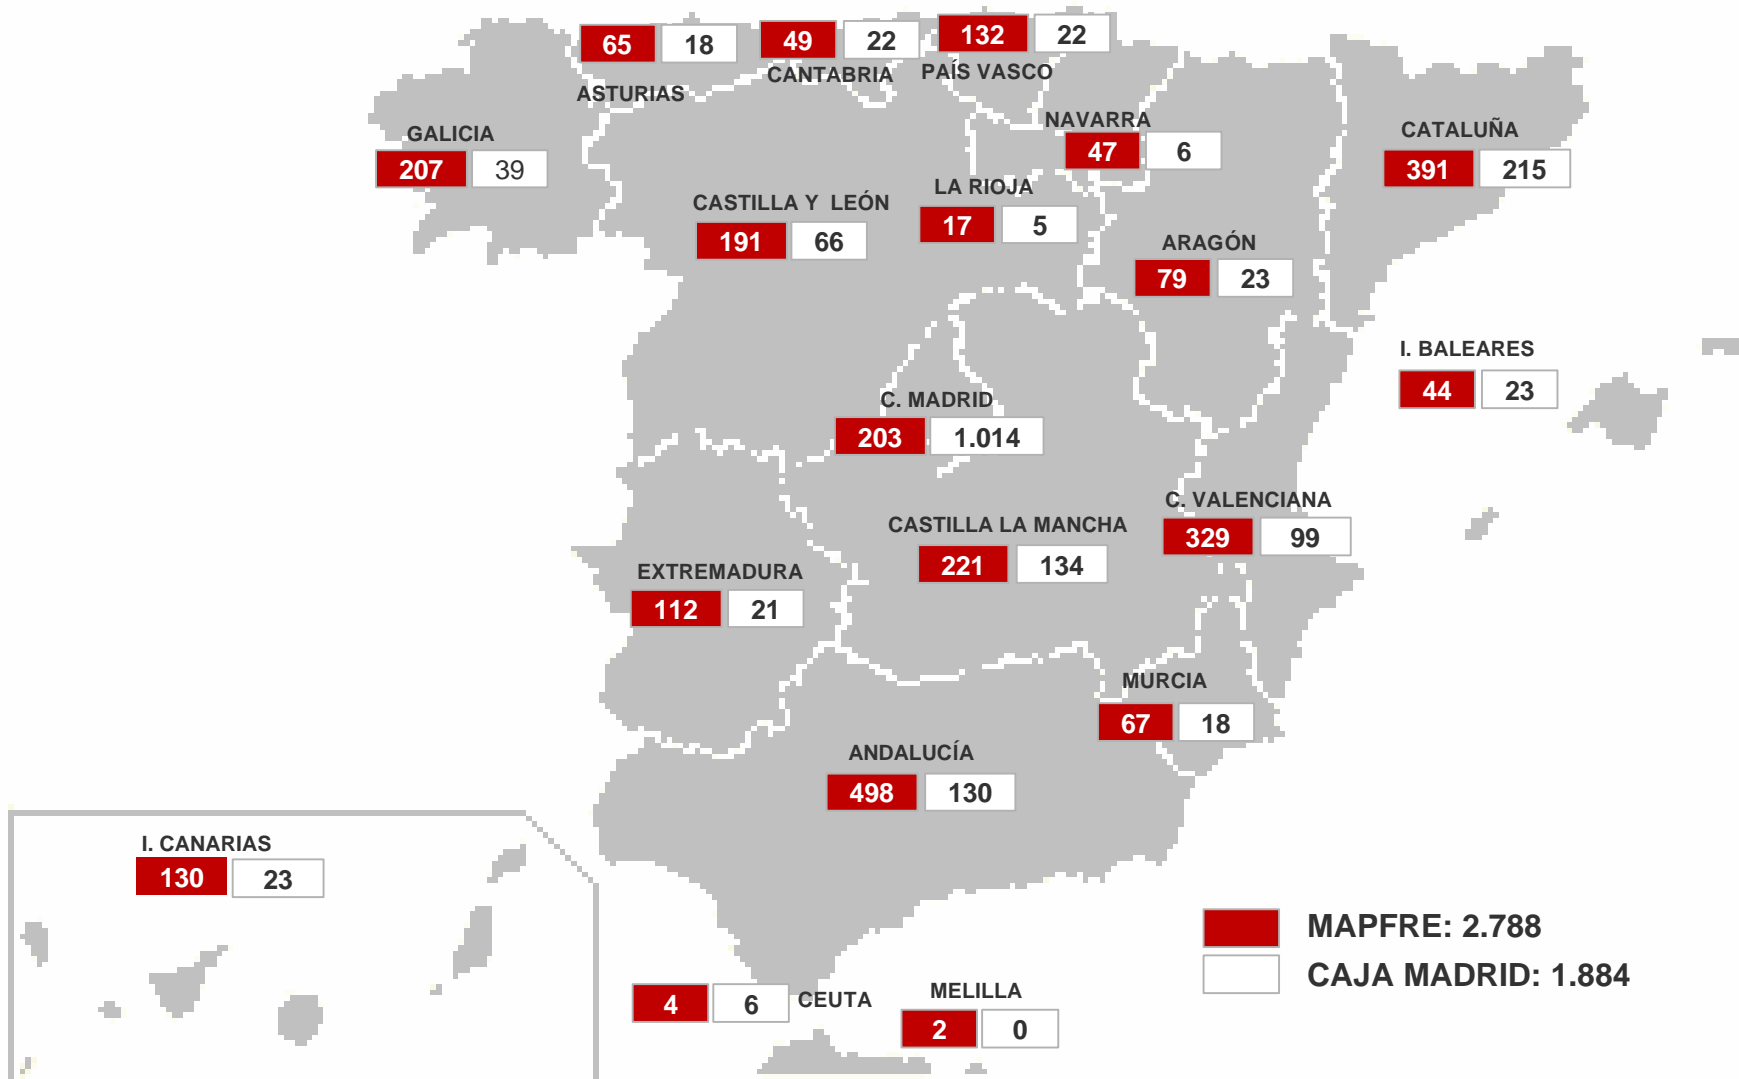 65 18
ASTURIAS
49 22
CANTABRIA
132 22
PAÍS VASCO
GALICIA
207 39
NAVARRA
47 6
CATALUÑA
391 215
CASTILLA Y LEÓN
191 66
LA RIOJA
17 5
ARAGÓN
79 23
I. BALEARES
44 23
C. MADRID
203 1.014
C. VALENCIANA
329 99
CASTILLA LA MANCHA
221 134
EXTREMADURA
112 21
MURCIA
67 18
ANDALUCÍA
498 130
I. CANARIAS
130 23
MAPFRE: 2.788
CAJA MADRID: 1.884
4 6 CEUTA
MELILLA
2 0